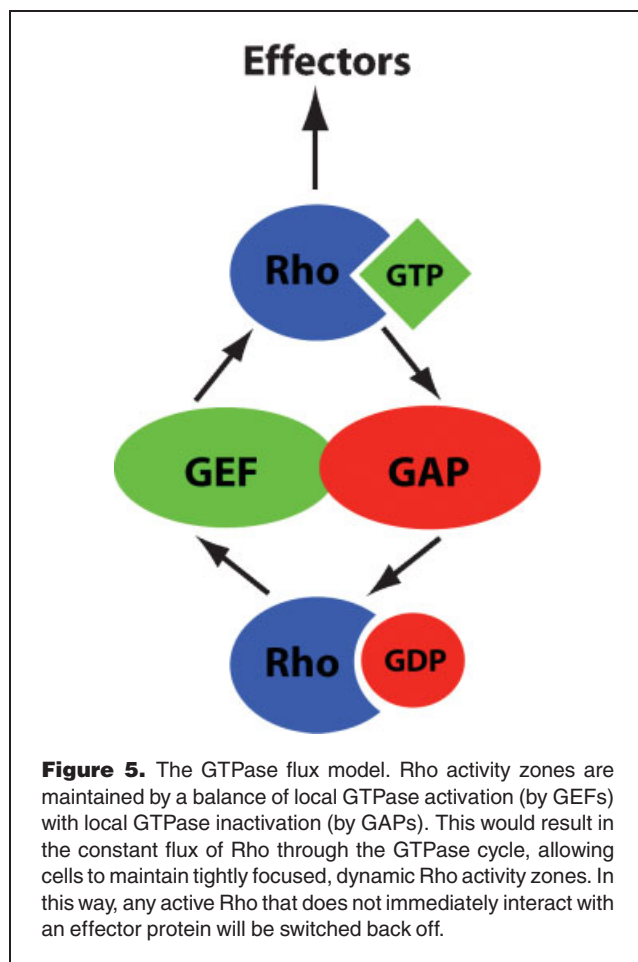 Effectors
Rho GTP
GEF GAP
Rho GDP
Figure 5. The GTPase flux model. Rho activity zones are
maintained by a balance of local GTPase activation (by GEFs)
with local GTPase inactivation (by GAPs). This would result in
the constant flux of Rho through the GTPase cycle, allowing
cells to maintain tightly focused, dynamic Rho activity zones. In
this way, any active Rho that does not immediately interact with
an effector protein will be switched back off.